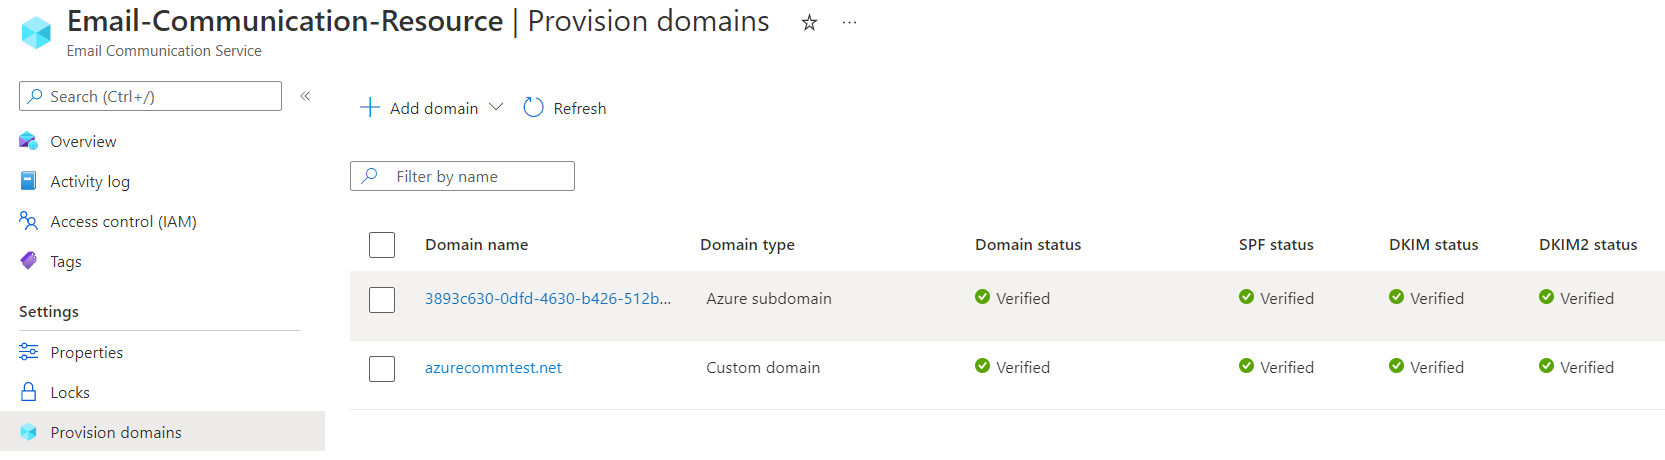 Email-Communication-Resource | Provision domains
Email Communication Service
Search (Ctrl+/)
Overview
Activity log
Access control (IAM)
Tags
Settings
Properties
Locks
Provision domains
Add domain
Refresh
Filter by name
Domain name Domain type Domain status SPF status DKIM status DKIM2 status
3893c630-0dfd-4630-b426-512b... Azure subdomain Verified Verified Verified Verified
azurecommtest.net Custom domain Verified Verified Verified Verified